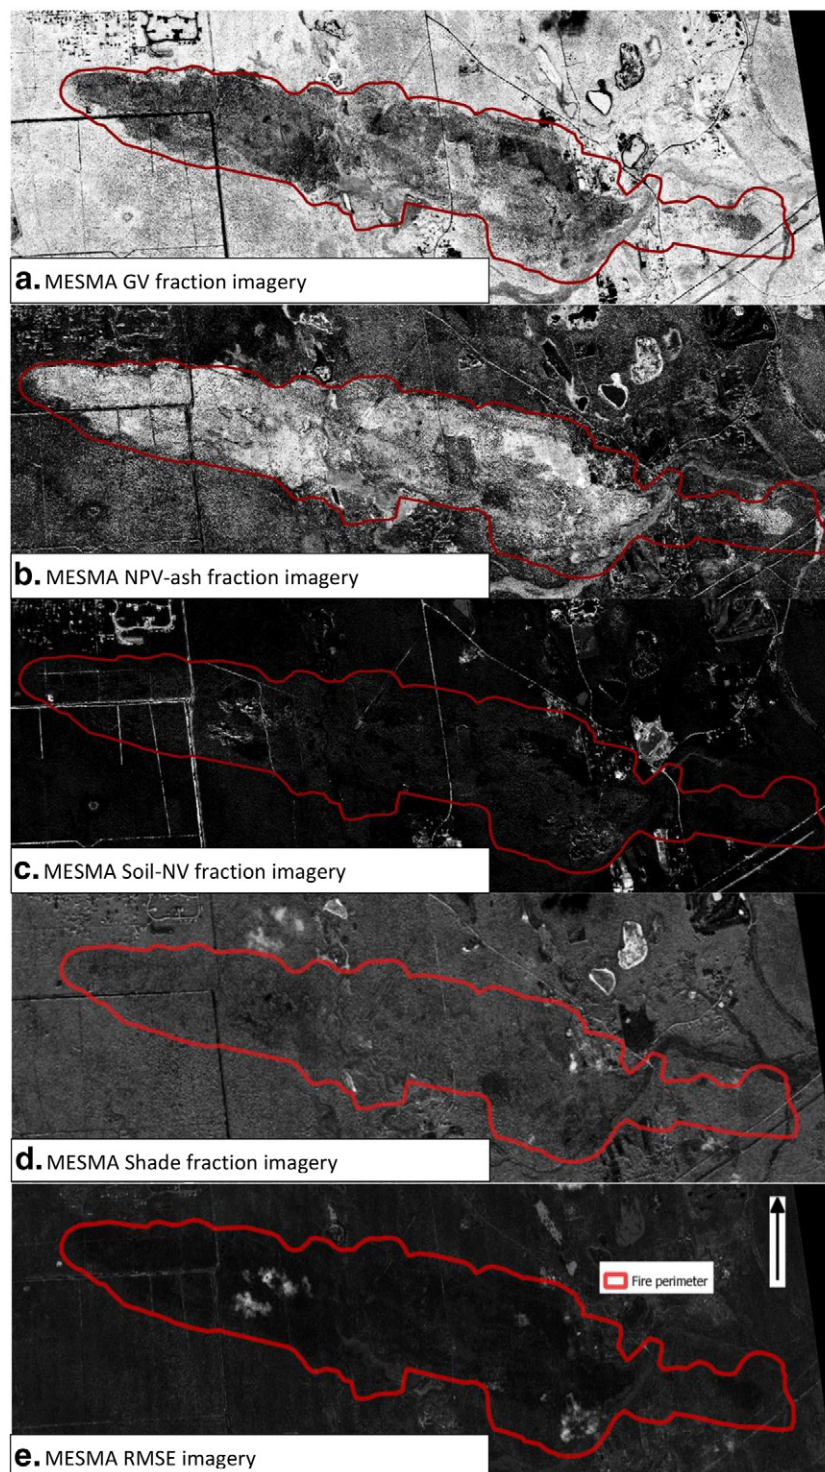 a. MESMA GV fraction imagery
b. MESMA NPV-ash fraction imagery
c. MESMA Soil-NV fraction imagery
d. MESMA Shade fraction imagery
Fire perimeter
e. MESMA RMSE imagery